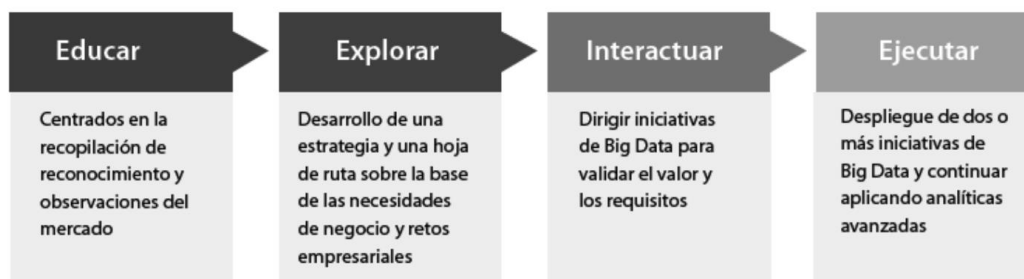 Educar
Centrados en la
recopilación de
reconocimiento y
observaciones del
mercado
Explorar
Desarrollo de una
estrategia y una hoja
de ruta sobre la base
de las necesidades
de negocio y retos
empresariales
Interactuar
Dirigir iniciativas
de Big Data para
validar el valor y
los requisitos
Ejecutar
Despliegue de dos o
más iniciativas de
Big Data y continuar
aplicando analíticas
avanzadas